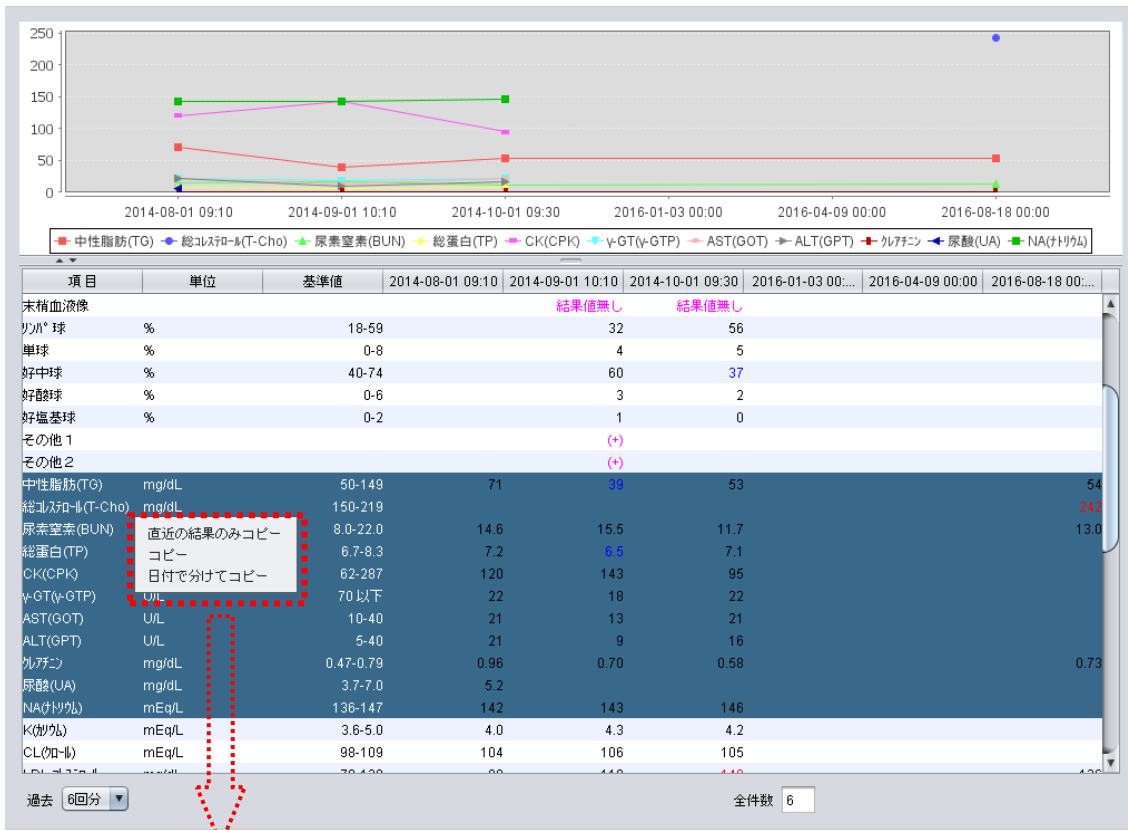 250
200
150
100
50
0
2014-08-01 09:10 2014-09-01 10:10 2014-10-01 09:30 2016-01-03 00:00 2016-04-09 00:00 2016-08-18 00:00
中性脂肪(TG) 総ｺﾚｽﾃﾛｰﾙ(T-Cho) 尿素窒素(BUN) 総蛋白(TP) CK(CPK) γ-GT(γ-GTP) AST(GOT) ALT(GPT) ｸﾚｱﾁﾆﾝ 尿酸(UA) NA(ﾅﾄﾘｳﾑ)
項目 単位 基準値 2014-08-01 09:10 2014-09-01 10:10 2014-10-01 09:30 2016-01-03 00:... 2016-04-09 00:00 2016-08-18 00:...
末梢血液像 結果値無し 結果値無し
ﾘﾝﾊﾟ球 % 18-59 32 56
単球 % 0-8 4 5
好中球 % 40-74 60 37
好酸球 % 0-6 3 2
好塩基球 % 0-2 1 0
その他１ (+)
その他２ (+)
中性脂肪(TG) mg/dL 50-149 71 39 53 54
総ｺﾚｽﾃﾛｰﾙ(T-Cho) mg/dL 150-219 242
尿素窒素(BUN) 8.0-22.0 14.6 15.5 11.7 13.0
直近の結果のみコピー
総蛋白(TP) 6.7-8.3 7.2 6.5 7.1
コピー
CK(CPK) 62-287 120 143 95
日付で分けてコピー
γ-GT(γ-GTP) U/L 70以下 22 18 22
AST(GOT) U/L 10-40 21 13 21
ALT(GPT) U/L 5-40 21 9 16
ｸﾚｱﾁﾆﾝ mg/dL 0.47-0.79 0.96 0.70 0.58 0.73
尿酸(UA) mg/dL 3.7-7.0 5.2
NA(ﾅﾄﾘｳﾑ) mEq/L 136-147 142 143 146
K(ｶﾘｳﾑ) mEq/L 3.6-5.0 4.0 4.3 4.2
CL(ｸﾛｰﾙ) mEq/L 98-109 104 106 105
過去 6回分 全件数 6